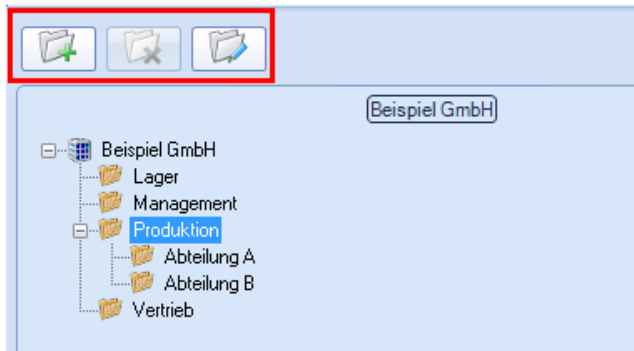 Beispiel GmbH
Beispiel GmbH
Lager
Management
Produktion
Abteilung A
Abteilung B
Vertrieb